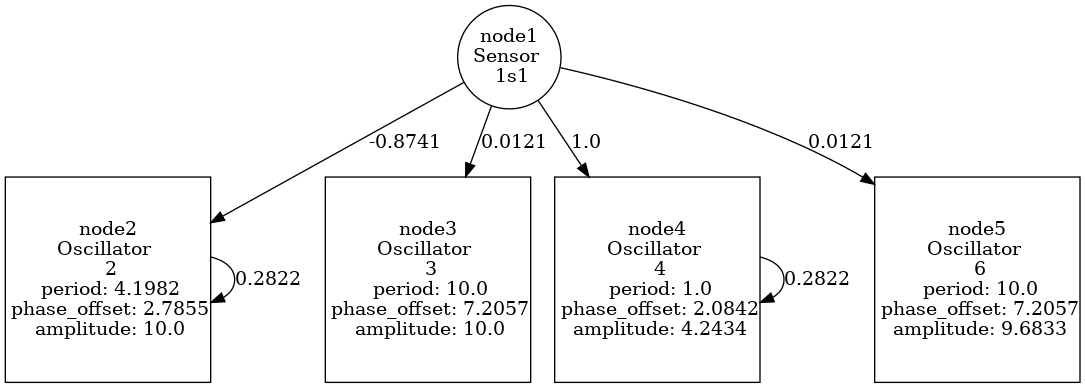 node1
Sensor
1s1
-0.8741
0.0121
1.0
0.0121
node2
Oscillator
2
period: 4.1982
phase_offset: 2.7855
amplitude: 10.0
0.2822
node3
Oscillator
3
period: 10.0
phase_offset: 7.2057
amplitude: 10.0
node4
Oscillator
4
period: 1.0
phase_offset: 2.0842
amplitude: 4.2434
0.2822
node5
Oscillator
6
period: 10.0
phase_offset: 7.2057
amplitude: 9.6833